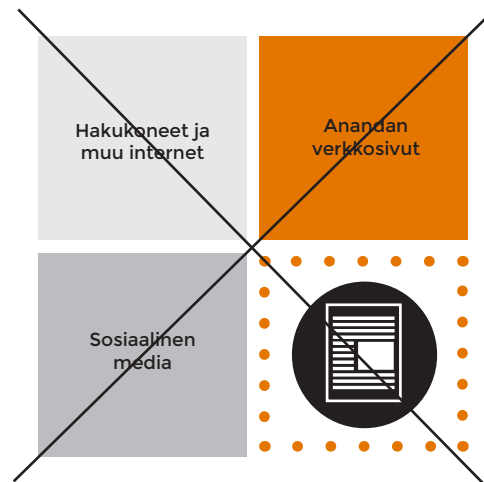 Hakukoneet ja
muu internet
Anandan
verkkosivut
Sosiaalinen
media